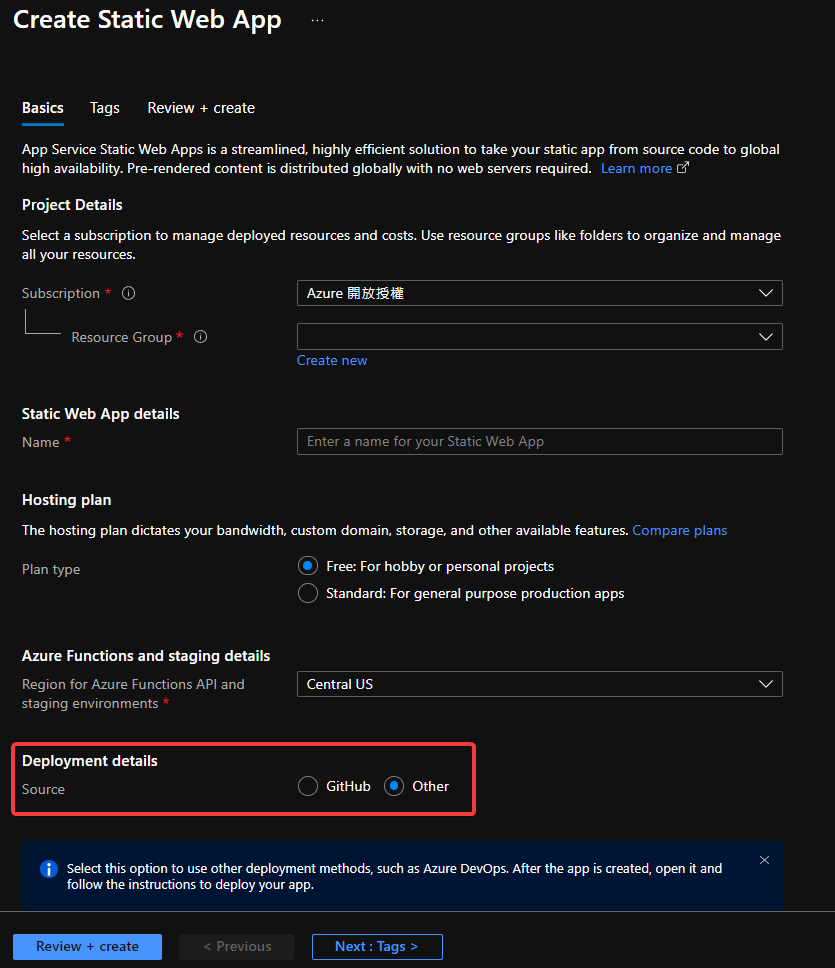 Create Static Web App ...
Basics Tags Review + create
App Service Static Web Apps is a streamlined, highly efficient solution to take your static app from source code to global
high availability. Pre-rendered content is distributed globally with no web servers required. Learn more
Project Details
Select a subscription to manage deployed resources and costs. Use resource groups like folders to organize and manage
all your resources.
Subscription * Azure 開放授權
Resource Group *
Create new
Static Web App details
Name * Enter a name for your Static Web App
Hosting plan
The hosting plan dictates your bandwidth, custom domain, storage, and other available features. Compare plans
Plan type Free: For hobby or personal projects
Standard: For general purpose production apps
Azure Functions and staging details
Region for Azure Functions API and
staging environments * Central US
Deployment details
Source GitHub Other
Select this option to use other deployment methods, such as Azure DevOps. After the app is created, open it and
follow the instructions to deploy your app.
Review + create < Previous Next : Tags >